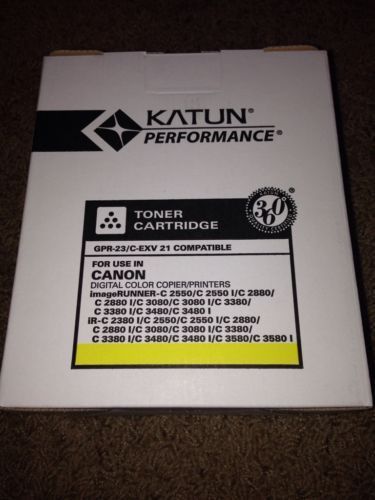 KATUN®
PERFORMANCE®
360
TONER
CARTRIDGE
GPR-23/C-EXV 21 COMPATIBLE
FOR USE IN
CANON
DIGITAL COLOR COPIER/PRINTERS
imageRUNNER-C 2550/C 2550 I/C 2880/
C 2880 I/C 3080/C 3080 I/C 3380/
C 3380 I/C 3480/C 3480 I
iR-C 2380 I/C 2550/C 2550 I/C 2880/
C 2880 I/C 3080/C 3080 I/C 3380/
C 3380 I/C 3480/C 3480 I/C 3580/C 3580 I